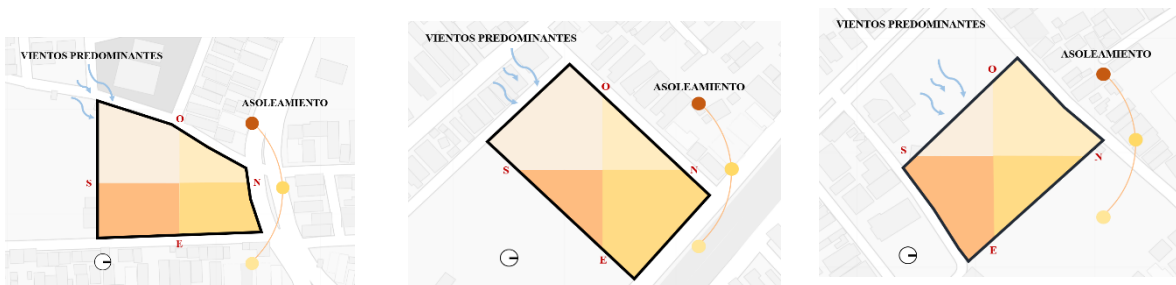 VIENTOS PREDOMINANTES
ASOLEAMIENTO
O
S
N
E
VIENTOS PREDOMINANTES
O
ASOLEAMIENTO
S
N
E
VIENTOS PREDOMINANTES
ASOLEAMIENTO
O
S
N
E